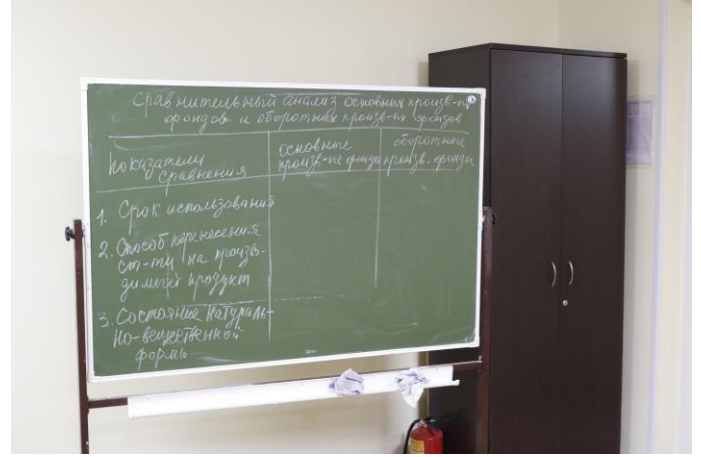 Сравнительный анализ основных произв-ых
фондов и оборотных произв-ых фондов
Показатели
сравнения
основные
произв-ые фонды
оборотные
произв. фонды
1. Срок использования
2. Способ перенесения
ст-ти на произво-
димый продукт
3. Состояние натураль-
но-вещественной
формы